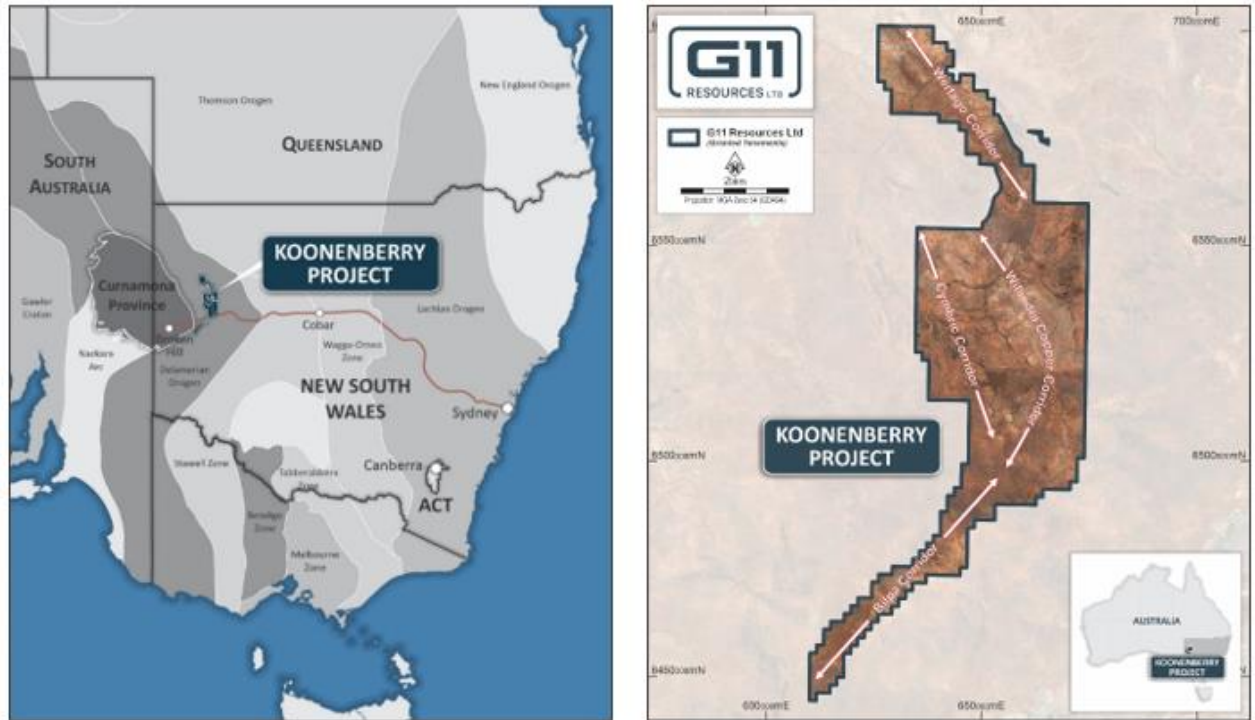 New England Orogen
Thomson Orogen
QUEENSLAND
SOUTH
AUSTRALIA
KOONENBERRY
PROJECT
Curnamona
Province
Gawler
Craton
Lachlan Orogen
Cobar
Broken
Hill
Wagga-Omeo
Zone
Delamerian
Orogen
NEW SOUTH
WALES
Sydney
Stawell Zone
Tabberabbera
Zone
Canberra
ACT
Bendigo
Zone
Melbourne
Zone
650000mE
700000mE
G11
RESOURCES LTD
G11 Resources Ltd
N
Wertago Corridor
6550000mN
6550000mN
Cymbric Corridor
Wilandra Copper Corridor
KOONENBERRY
PROJECT
6500000mN
6500000mN
Bilpa Corridor
AUSTRALIA
KOONENBERRY
PROJECT
6450000mN
6450000mN
600000mE
650000mE